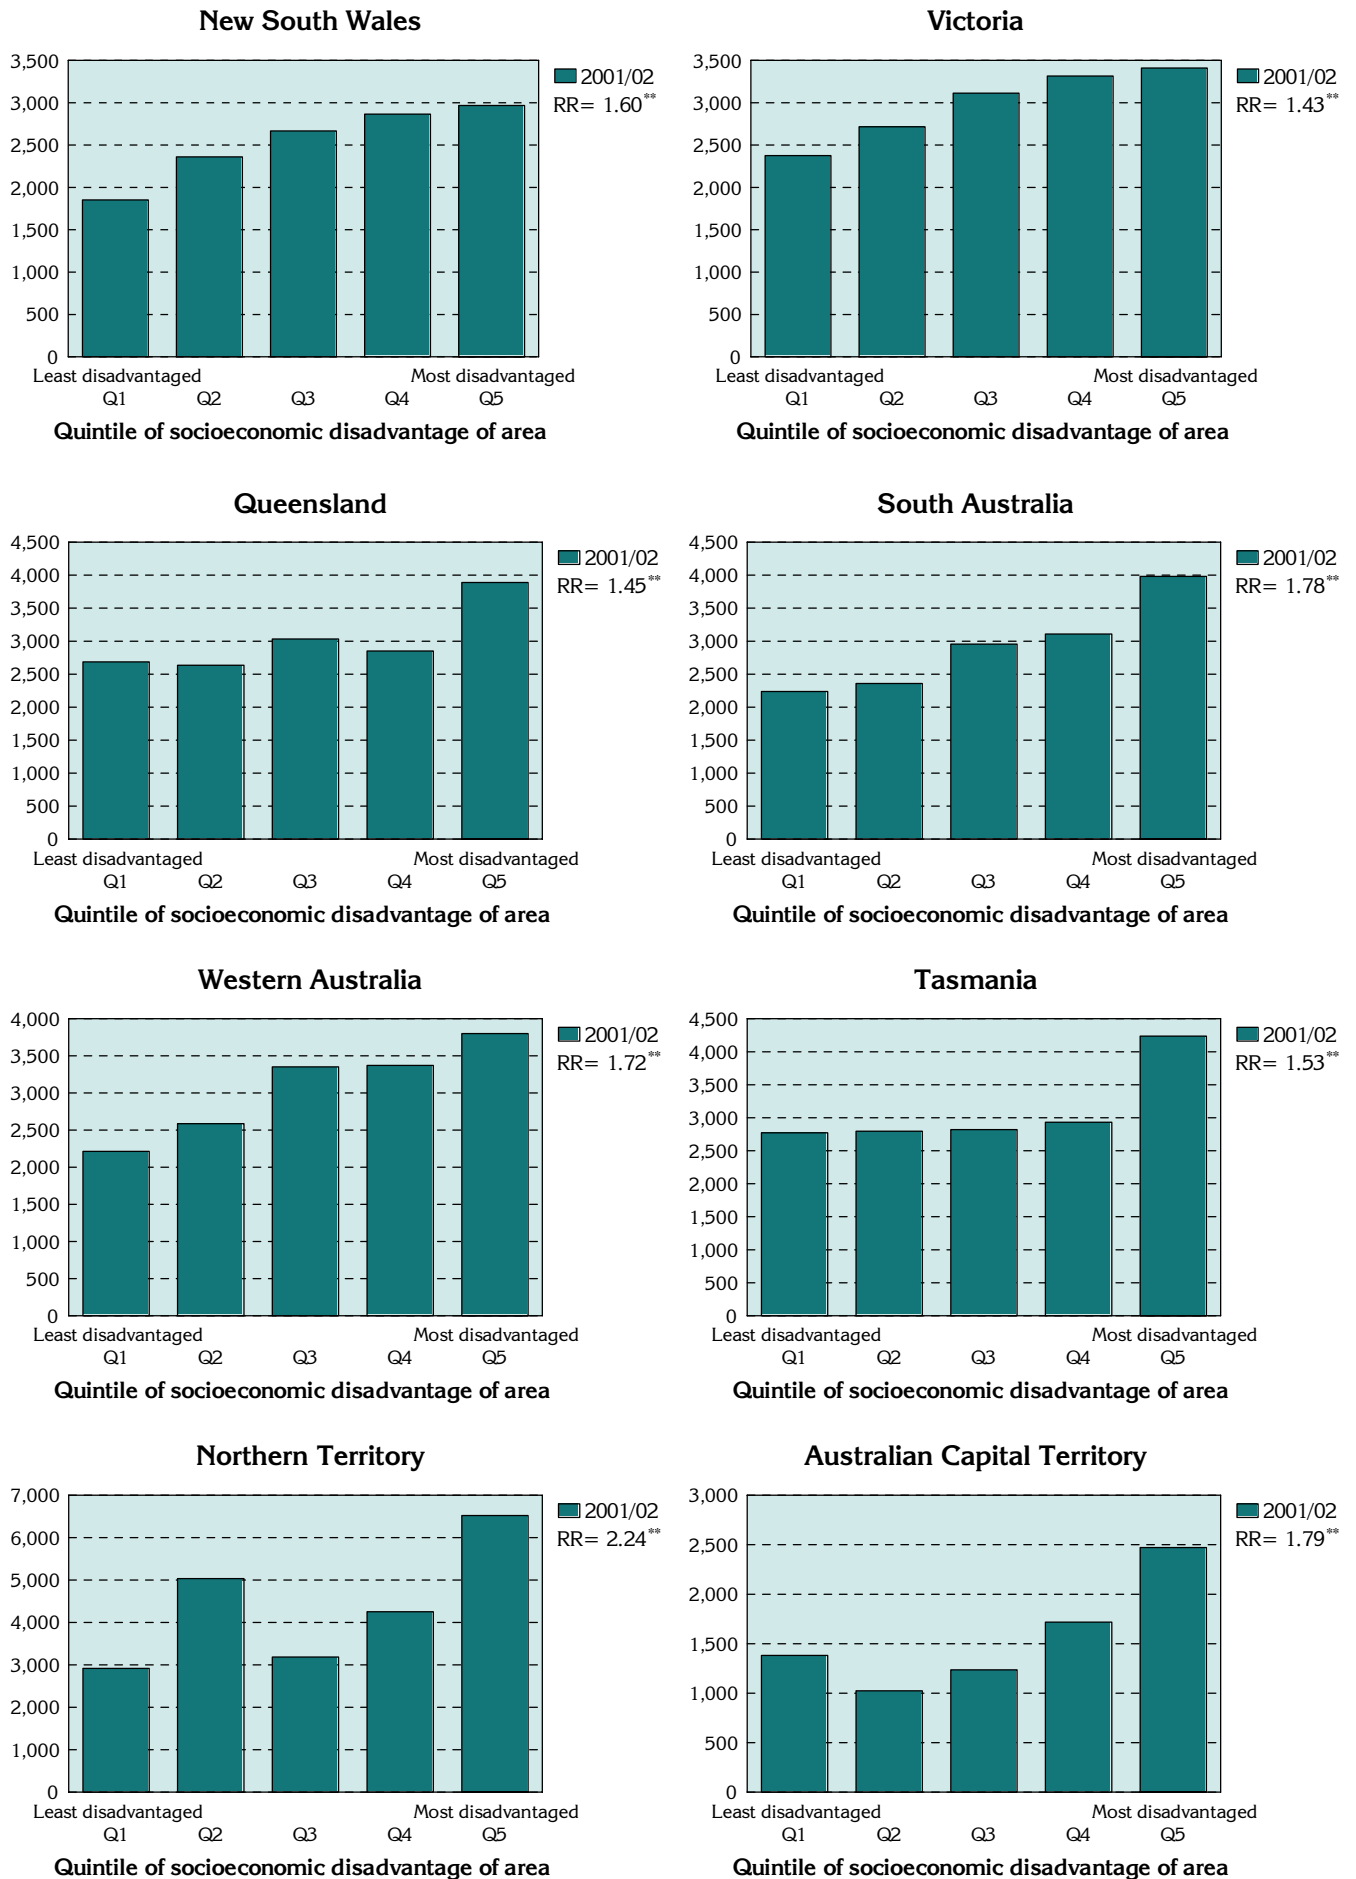 New South Wales
3,500
3,000
2,500
2,000
1,500
1,000
500
0
2001/02
RR= 1.60**
Least disadvantaged Most disadvantaged
Q1 Q2 Q3 Q4 Q5
Quintile of socioeconomic disadvantage of area
Victoria
3,500
3,000
2,500
2,000
1,500
1,000
500
0
2001/02
RR= 1.43**
Least disadvantaged Most disadvantaged
Q1 Q2 Q3 Q4 Q5
Quintile of socioeconomic disadvantage of area
Queensland
4,500
4,000
3,500
3,000
2,500
2,000
1,500
1,000
500
0
2001/02
RR= 1.45**
Least disadvantaged Most disadvantaged
Q1 Q2 Q3 Q4 Q5
Quintile of socioeconomic disadvantage of area
South Australia
4,500
4,000
3,500
3,000
2,500
2,000
1,500
1,000
500
0
2001/02
RR= 1.78**
Least disadvantaged Most disadvantaged
Q1 Q2 Q3 Q4 Q5
Quintile of socioeconomic disadvantage of area
Western Australia
4,000
3,500
3,000
2,500
2,000
1,500
1,000
500
0
2001/02
RR= 1.72**
Least disadvantaged Most disadvantaged
Q1 Q2 Q3 Q4 Q5
Quintile of socioeconomic disadvantage of area
Tasmania
4,500
4,000
3,500
3,000
2,500
2,000
1,500
1,000
500
0
2001/02
RR= 1.53**
Least disadvantaged Most disadvantaged
Q1 Q2 Q3 Q4 Q5
Quintile of socioeconomic disadvantage of area
Northern Territory
7,000
6,000
5,000
4,000
3,000
2,000
1,000
0
2001/02
RR= 2.24**
Least disadvantaged Most disadvantaged
Q1 Q2 Q3 Q4 Q5
Quintile of socioeconomic disadvantage of area
Australian Capital Territory
3,000
2,500
2,000
1,500
1,000
500
0
2001/02
RR= 1.79**
Least disadvantaged Most disadvantaged
Q1 Q2 Q3 Q4 Q5
Quintile of socioeconomic disadvantage of area